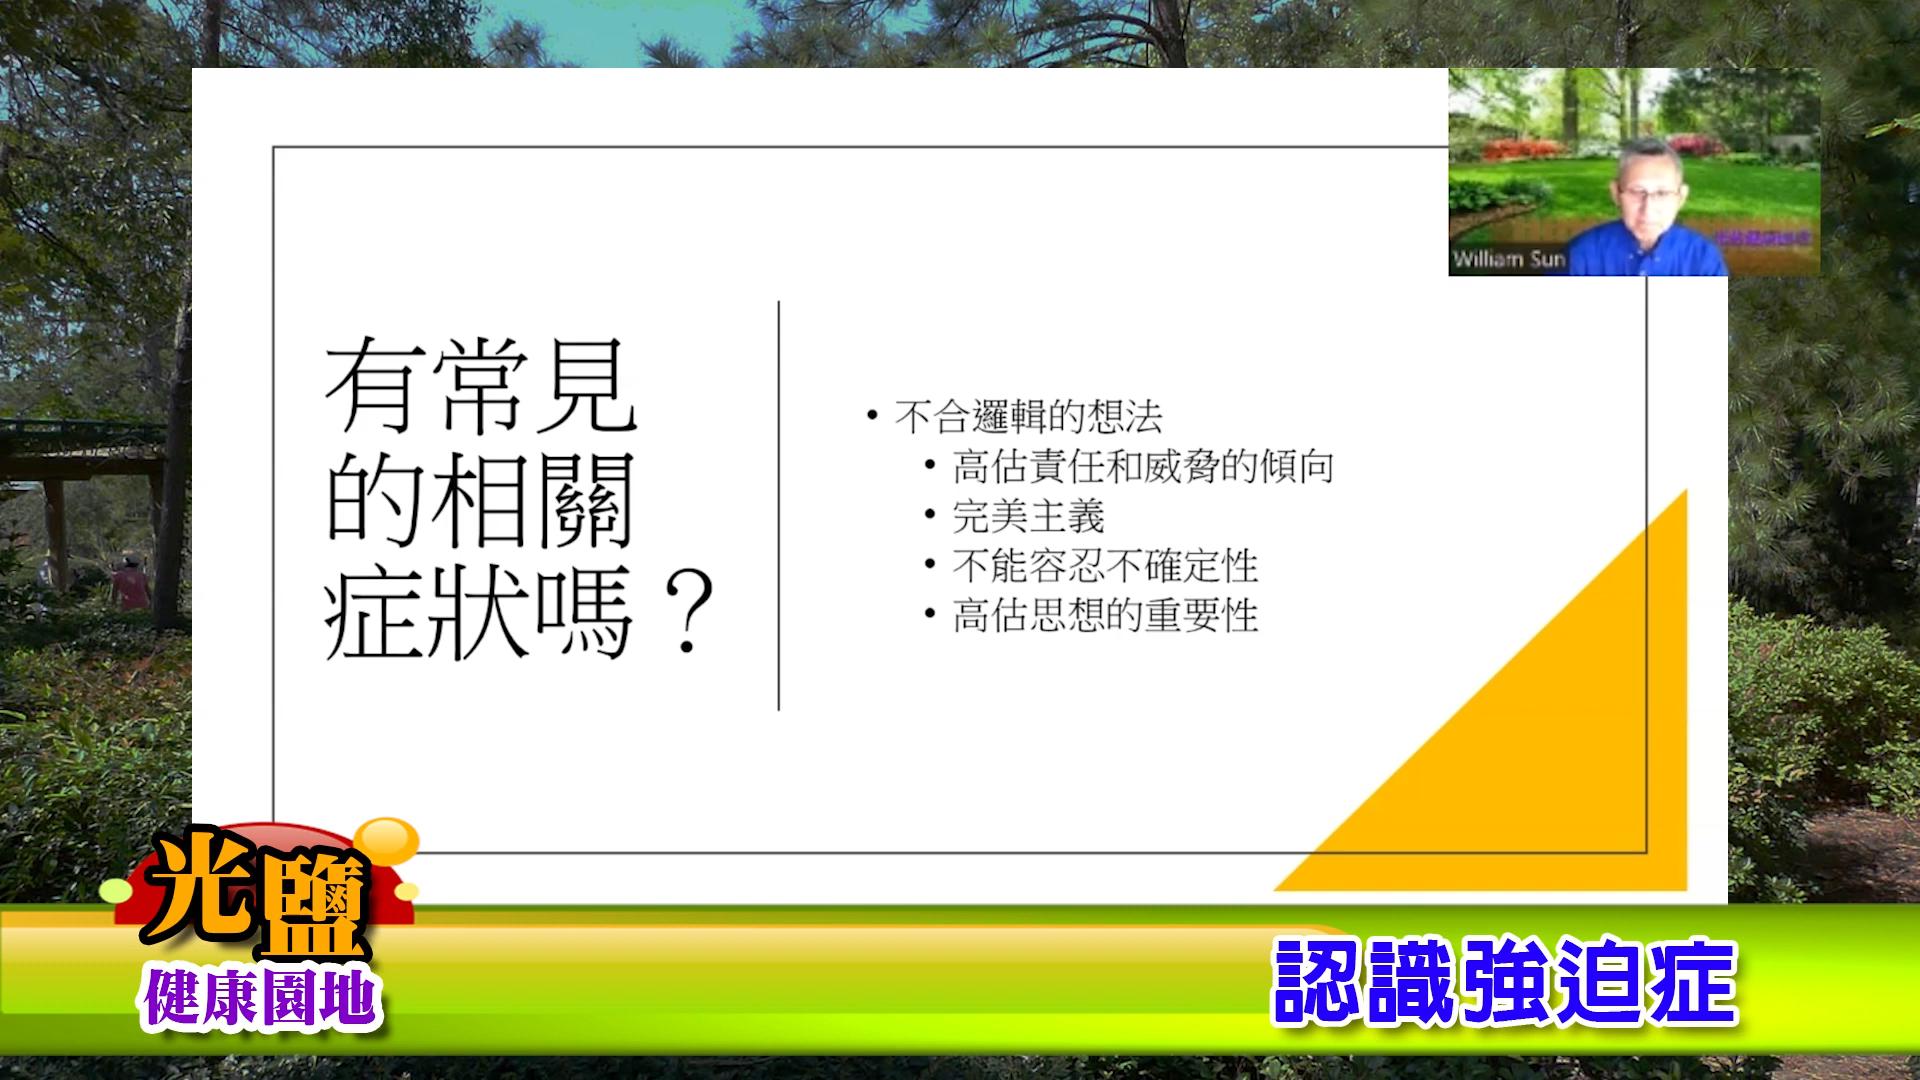 有常見
的相關
症狀嗎？
• 不合邏輯的想法
• 高估責任和威脅的傾向
• 完美主義
• 不能容忍不確定性
• 高估思想的重要性
William Sun
光鹽
健康園地
認識強迫症